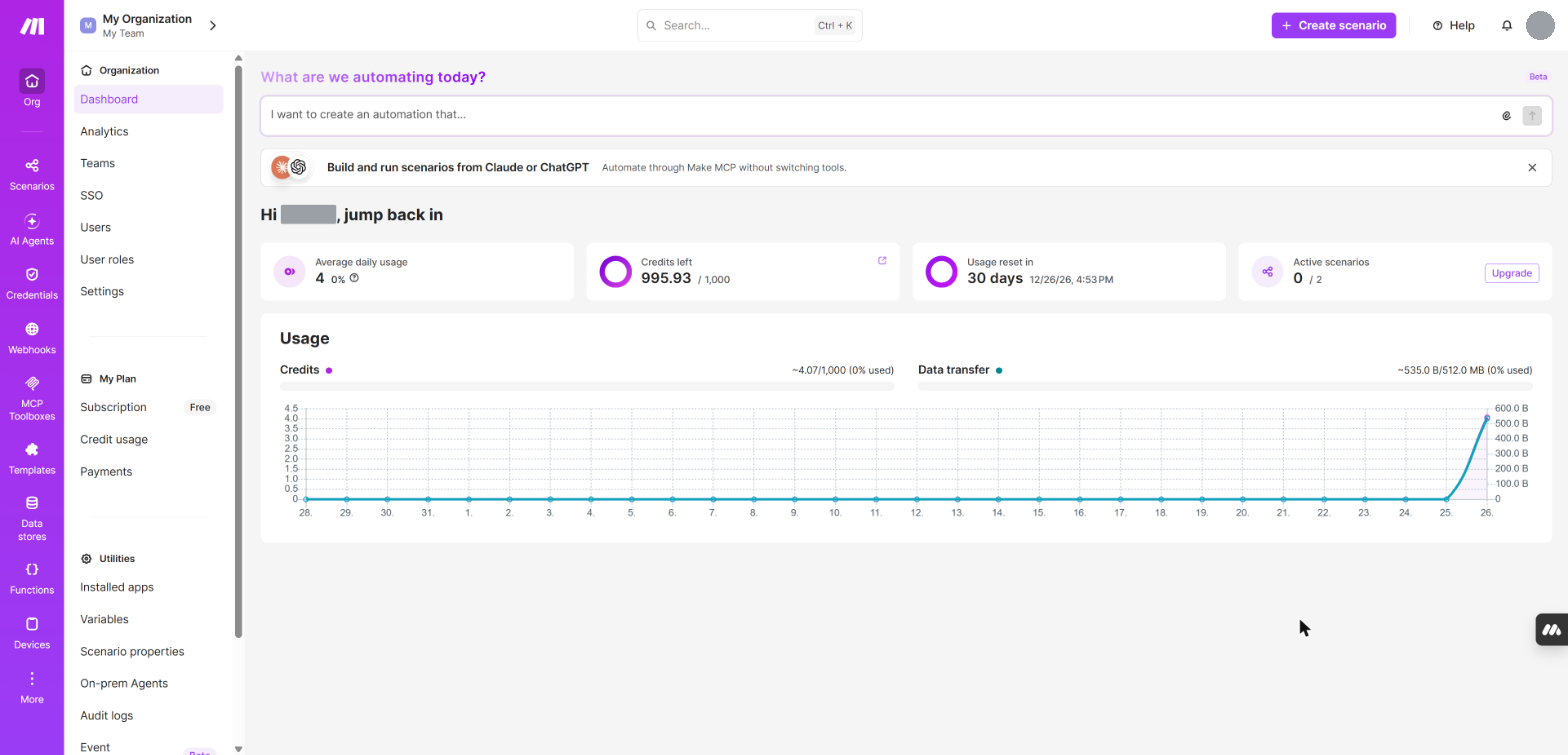 M
My Organization
My Team
Search...
Ctrl + K
+ Create scenario
Help
Org
Scenarios
AI Agents
Credentials
Webhooks
MCP
Toolboxes
Templates
Data
stores
Functions
Devices
More
Organization
Dashboard
Analytics
Teams
SSO
Users
User roles
Settings
My Plan
Subscription Free
Credit usage
Payments
Utilities
Installed apps
Variables
Scenario properties
On-prem Agents
Audit logs
Event
Beta
What are we automating today?
Beta
I want to create an automation that...
Build and run scenarios from Claude or ChatGPT Automate through Make MCP without switching tools.
Hi , jump back in
Average daily usage
4 0%
Credits left
995.93 / 1,000
Usage reset in
30 days 12/26/26, 4:53 PM
Active scenarios
0 / 2
Upgrade
Usage
Credits ~4.07/1,000 (0% used)
Data transfer ~535.0 B/512.0 MB (0% used)
4.5
4.0
3.5
3.0
2.5
2.0
1.5
1.0
0.5
0
600.0 B
500.0 B
400.0 B
300.0 B
200.0 B
100.0 B
0
28. 29. 30. 31. 1. 2. 3. 4. 5. 6. 7. 8. 9. 10. 11. 12. 13. 14. 15. 16. 17. 18. 19. 20. 21. 22. 23. 24. 25. 26.